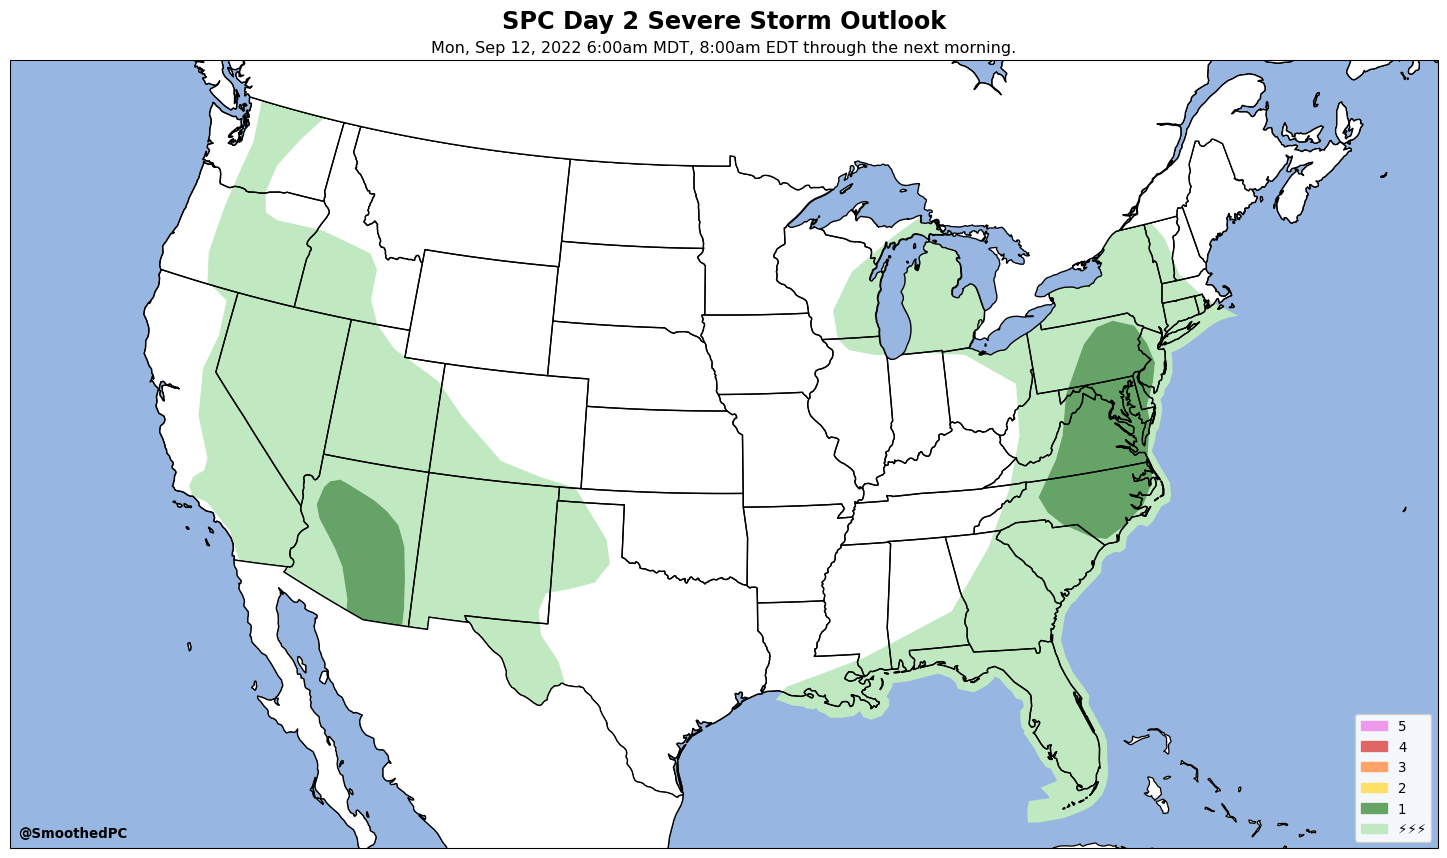 SPC Day 2 Severe Storm Outlook
Mon, Sep 12, 2022 6:00am MDT, 8:00am EDT through the next morning.
5
4
3
2
1
⚡⚡⚡
@SmoothedPC